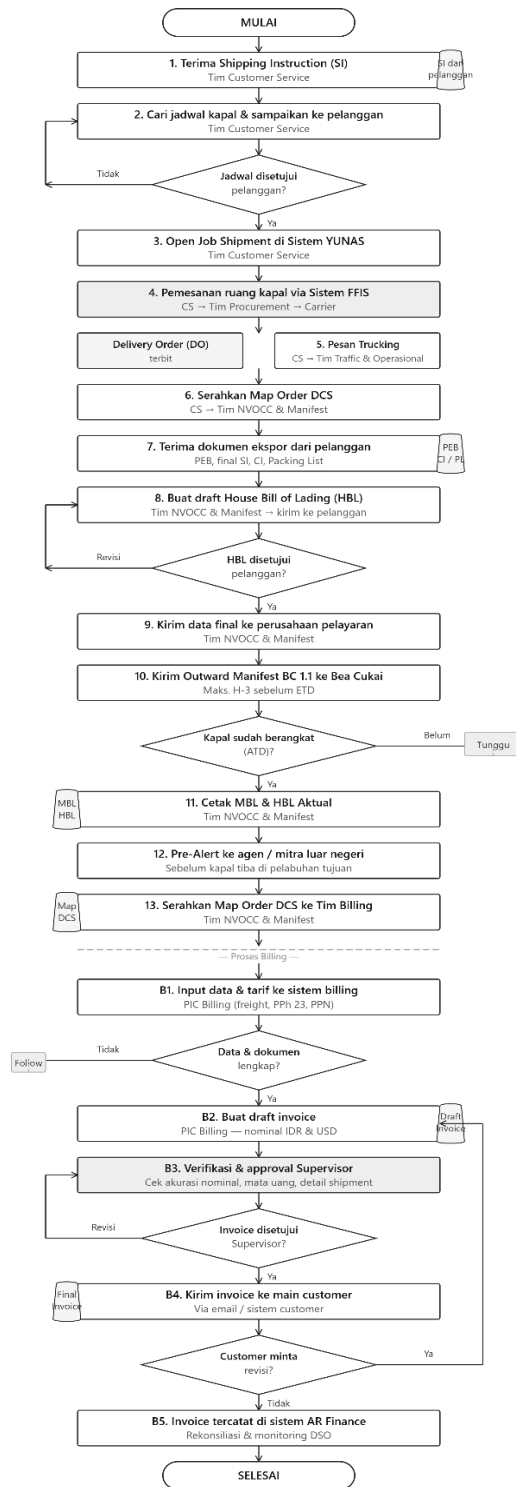 MULAI
1. Terima Shipping Instruction (SI)
Tim Customer Service
SI dari
pelanggan
2. Cari jadwal kapal & sampaikan ke pelanggan
Tim Customer Service
Tidak
Jadwal disetujui
pelanggan?
Ya
3. Open Job Shipment di Sistem YUNAS
Tim Customer Service
4. Pemesanan ruang kapal via Sistem FFIS
CS → Tim Procurement → Carrier
Delivery Order (DO)
terbit
5. Pesan Trucking
CS → Tim Traffic & Operasional
6. Serahkan Map Order DCS
CS → Tim NVOCC & Manifest
7. Terima dokumen ekspor dari pelanggan
PEB, final SI, CI, Packing List
PEB
CI / PL
8. Buat draft House Bill of Lading (HBL)
Tim NVOCC & Manifest → kirim ke pelanggan
Revisi
HBL disetujui
pelanggan?
Ya
9. Kirim data final ke perusahaan pelayaran
Tim NVOCC & Manifest
10. Kirim Outward Manifest BC 1.1 ke Bea Cukai
Maks. H-3 sebelum ETD
Kapal sudah berangkat
(ATD)?
Belum
Tunggu
Ya
MBL
HBL
11. Cetak MBL & HBL Aktual
Tim NVOCC & Manifest
12. Pre-Alert ke agen / mitra luar negeri
Sebelum kapal tiba di pelabuhan tujuan
Map
DCS
13. Serahkan Map Order DCS ke Tim Billing
Tim NVOCC & Manifest
— Proses Billing —
B1. Input data & tarif ke sistem billing
PIC Billing (freight, PPh 23, PPN)
Tidak
Follow
Data & dokumen
lengkap?
Ya
B2. Buat draft invoice
PIC Billing — nominal IDR & USD
Draft
Invoice
B3. Verifikasi & approval Supervisor
Cek akurasi nominal, mata uang, detail shipment
Revisi
Invoice disetujui
Supervisor?
Ya
Final
Invoice
B4. Kirim invoice ke main customer
Via email / sistem customer
Customer minta
revisi?
Ya
Tidak
B5. Invoice tercatat di sistem AR Finance
Rekonsiliasi & monitoring DSO
SELESAI